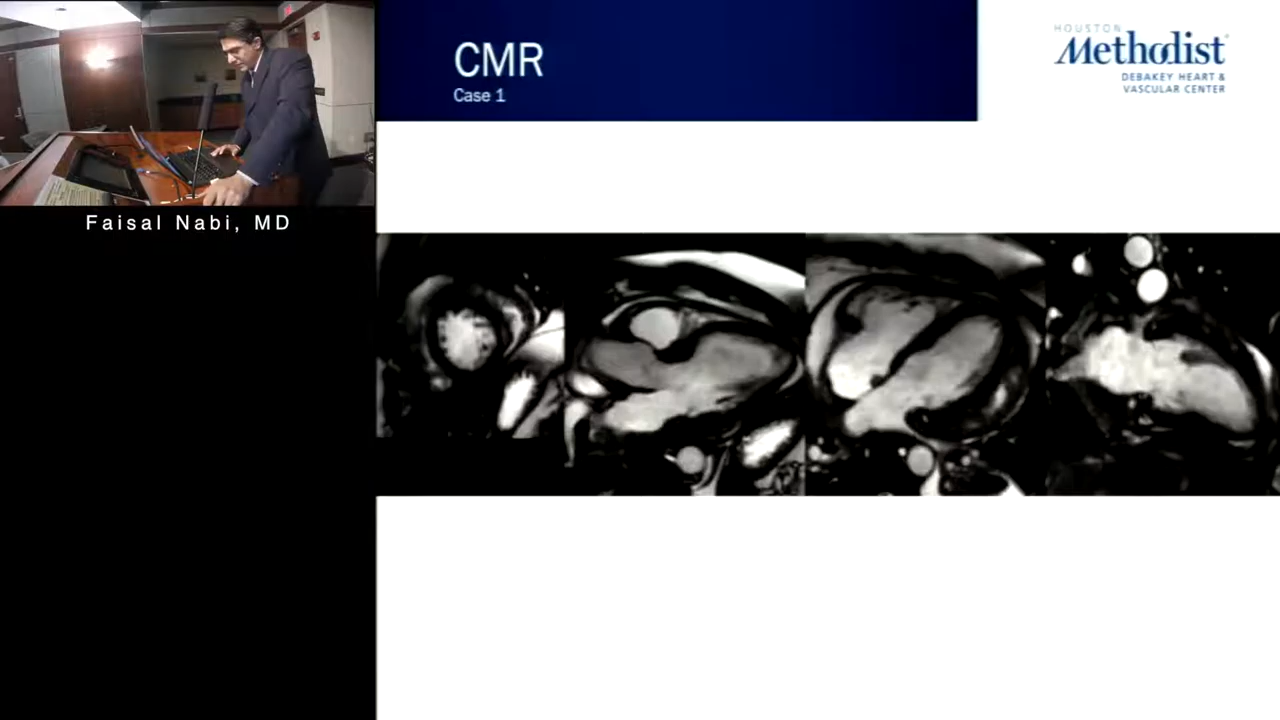 CMR
Case 1
HOUSTON
Methodist
DEBAKEY HEART &
VASCULAR CENTER
Faisal Nabi, MD